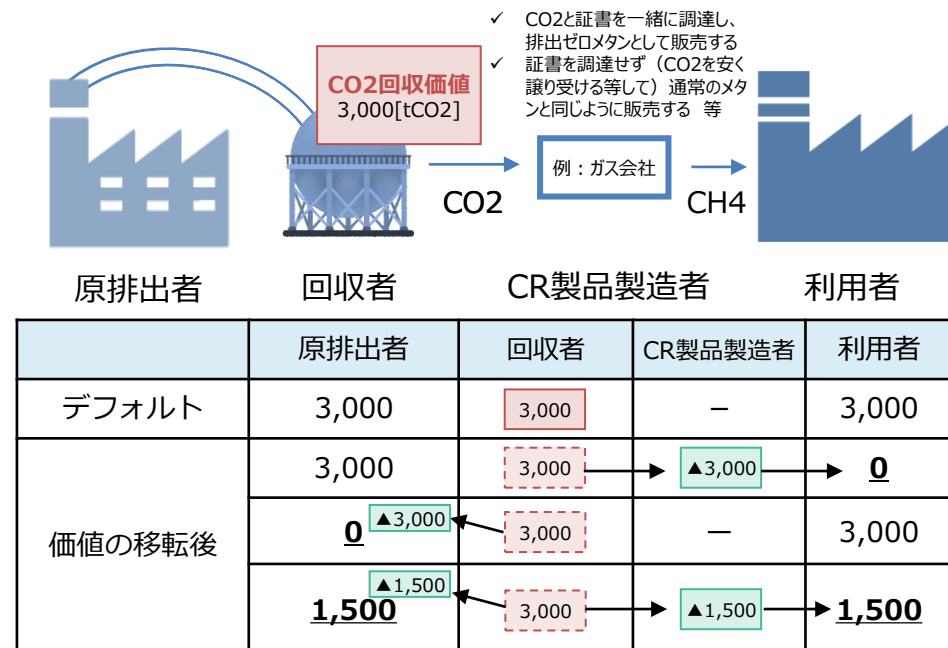 ✓ CO2と証書を一緒に調達し、
排出ゼロメタンとして販売する
✓ 証書を調達せず（CO2を安く
譲り受ける等して）通常のメタ
ンと同じように販売する 等
CO2回収価値
3,000[tCO2]
CO2
例：ガス会社
CH4
原排出者 回収者 CR製品製造者 利用者
原排出者 回収者 CR製品製造者 利用者
デフォルト 3,000 3,000 － 3,000
価値の移転後
3,000 3,000 ▲3,000 0
0 ▲3,000 3,000 － 3,000
1,500 ▲1,500 3,000 ▲1,500 1,500